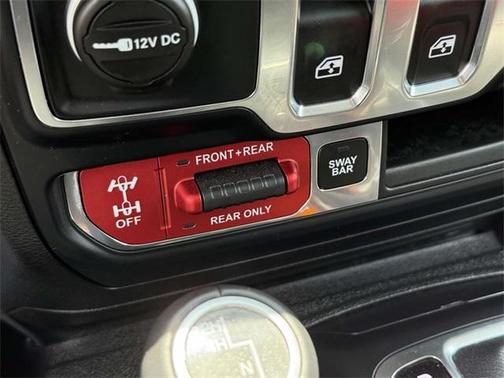 12V DC
FRONT+REAR
OFF
REAR ONLY
SWAY
BAR
N